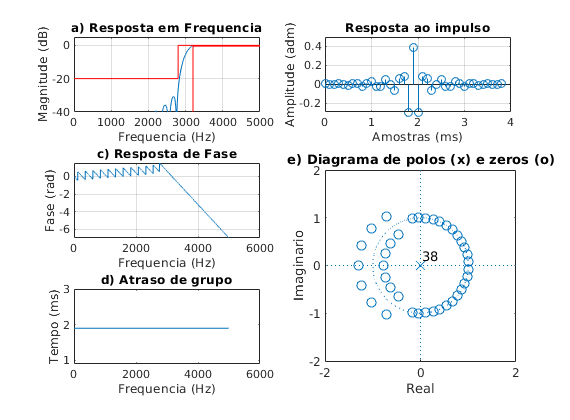 a) Resposta em Frequencia
Magnitude (dB)
0
-20
-40
0 1000 2000 3000 4000 5000
Frequencia (Hz)
Resposta ao impulso
Amplitude (adm)
0.4
0.2
0
-0.2
0 1 2 3 4
Amostras (ms)
c) Resposta de Fase
Fase (rad)
0
-2
-4
-6
0 2000 4000 6000
Frequencia (Hz)
d) Atraso de grupo
Tempo (ms)
3
2
1
0 2000 4000 6000
Frequencia (Hz)
e) Diagrama de polos (x) e zeros (o)
Imaginario
2
1
0
-1
-2
38
-2 0 2
Real